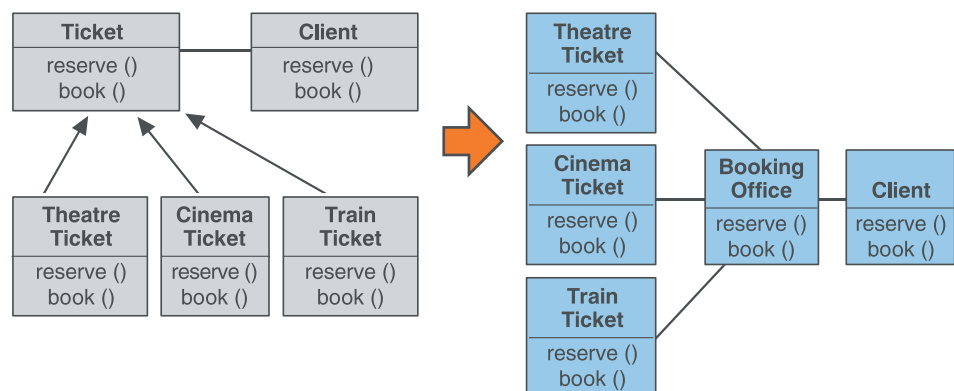 Ticket
reserve ()
book ()
Client
reserve ()
book ()
Theatre
Ticket
reserve ()
book ()
Cinema
Ticket
reserve ()
book ()
Train
Ticket
reserve ()
book ()
Theatre
Ticket
reserve ()
book ()
Cinema
Ticket
reserve ()
book ()
Train
Ticket
reserve ()
book ()
Booking
Office
reserve ()
book ()
Client
reserve ()
book ()